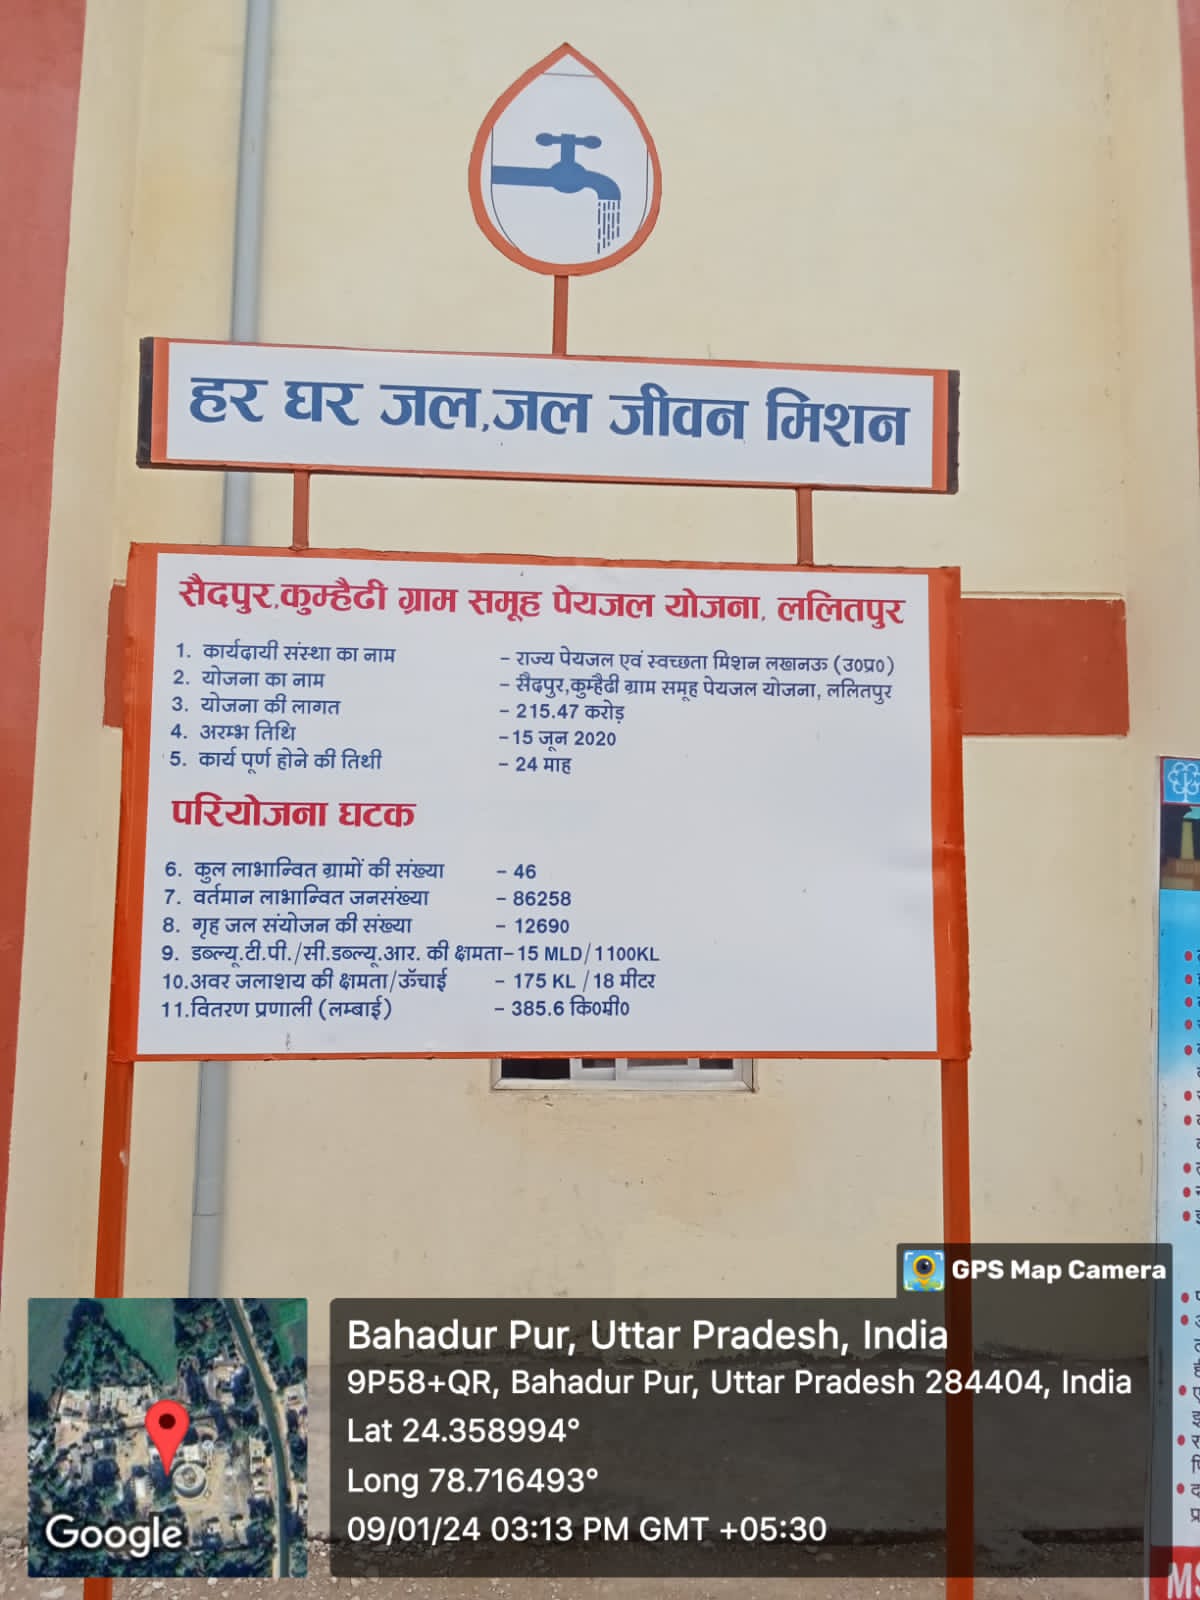 हर घर जल,जल जीवन मिशन
सैदपुर,कुम्हैढी ग्राम समूह पेयजल योजना, ललितपुर
1. कार्यदायी संस्था का नाम - राज्य पेयजल एवं स्वच्छता मिशन लखनऊ (उ०प्र०)
2. योजना का नाम - सैदपुर,कुम्हैढी ग्राम समूह पेयजल योजना, ललितपुर
3. योजना की लागत - 215.47 करोड़
4. अरम्भ तिथि -15 जून 2020
5. कार्य पूर्ण होने की तिथी - 24 माह
परियोजना घटक
6. कुल लाभान्वित ग्रामों की संख्या - 46
7. वर्तमान लाभान्वित जनसंख्या - 86258
8. गृह जल संयोजन की संख्या - 12690
9. डब्ल्यू.टी.पी./सी.डब्ल्यू.आर. की क्षमता-15 MLD/1100KL
10.अवर जलाशय की क्षमता/ऊॅचाई - 175 KL /18 मीटर
11.वितरण प्रणाली (लम्बाई) - 385.6 कि०मी०
GPS Map Camera
Bahadur Pur, Uttar Pradesh, India
9P58+QR, Bahadur Pur, Uttar Pradesh 284404, India
Lat 24.358994°
Long 78.716493°
09/01/24 03:13 PM GMT +05:30
Google